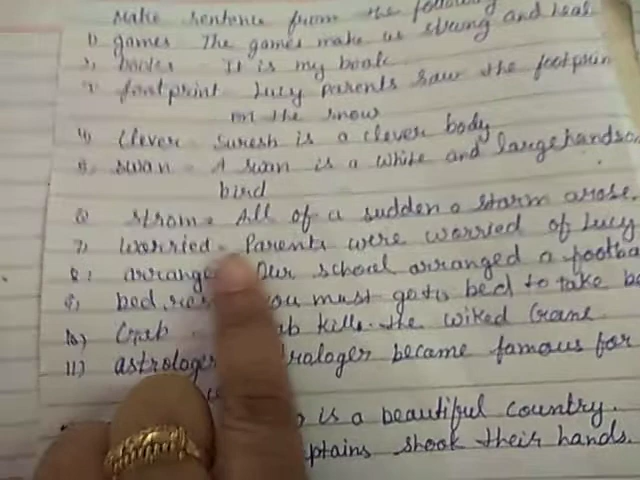 Make sentence from the following
1) games The games make us strong and heal
2) books It is my book
3) footprint Lucy Parents saw the footprin
on the snow
4) Clever Suresh is a clever body
5) swan - A swan is a white and large handso
bird
6) strom - All of a sudden a starm arose.
7) Worried - Parents were worried of Lucy
8) arrange Our school arranged a footba
9) bed you must go to bed to take
10) Crab kills the wiked Crane
11) astrologer became famous for
is a beautiful country.
ptains shook their hands.